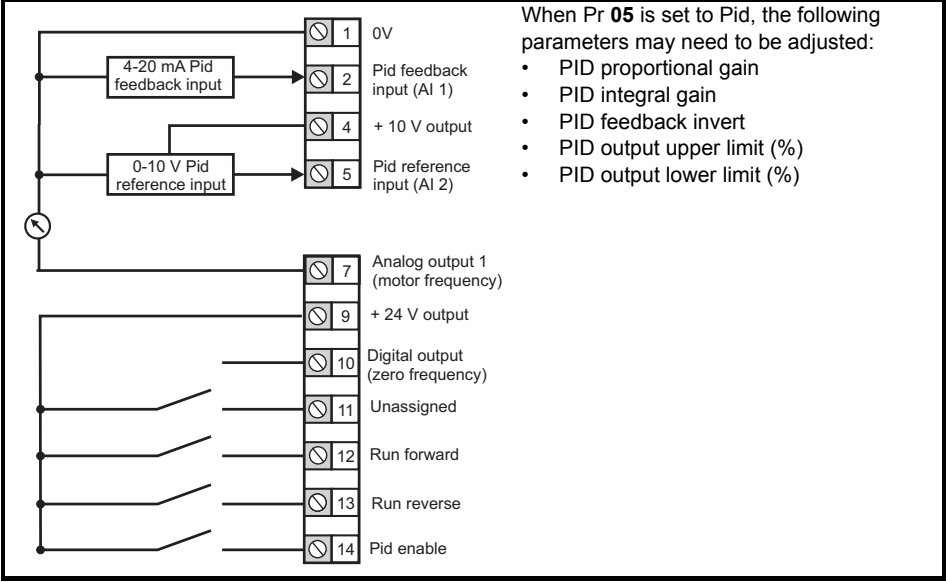 1 0V
4-20 mA Pid
feedback input
2 Pid feedback
input (AI 1)
4 + 10 V output
0-10 V Pid
reference input
5 Pid reference
input (AI 2)
7 Analog output 1
(motor frequency)
9 + 24 V output
10 Digital output
(zero frequency)
11 Unassigned
12 Run forward
13 Run reverse
14 Pid enable
When Pr 05 is set to Pid, the following
parameters may need to be adjusted:
• PID proportional gain
• PID integral gain
• PID feedback invert
• PID output upper limit (%)
• PID output lower limit (%)